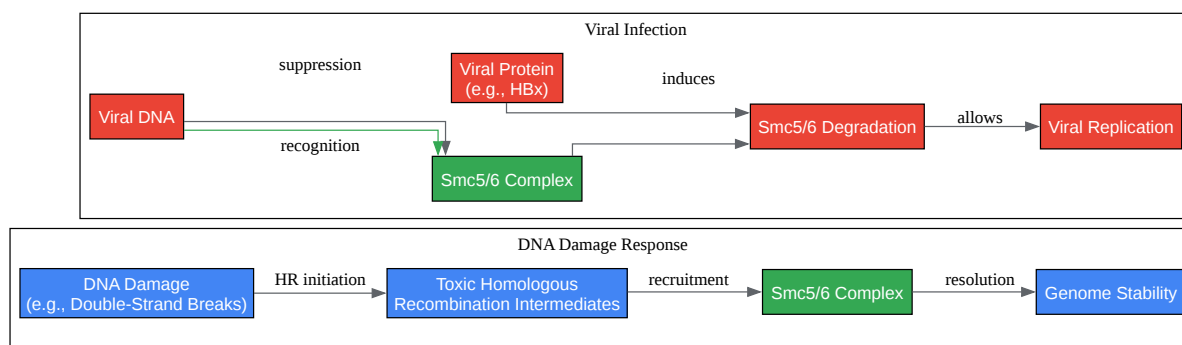 Viral Infection
suppression
Viral Protein
(e.g., HBx)
induces
Viral DNA
Smc5/6 Degradation
allows
Viral Replication
recognition
Smc5/6 Complex
DNA Damage Response
DNA Damage
(e.g., Double-Strand Breaks)
HR initiation
Toxic Homologous
Recombination Intermediates
recruitment
Smc5/6 Complex
resolution
Genome Stability